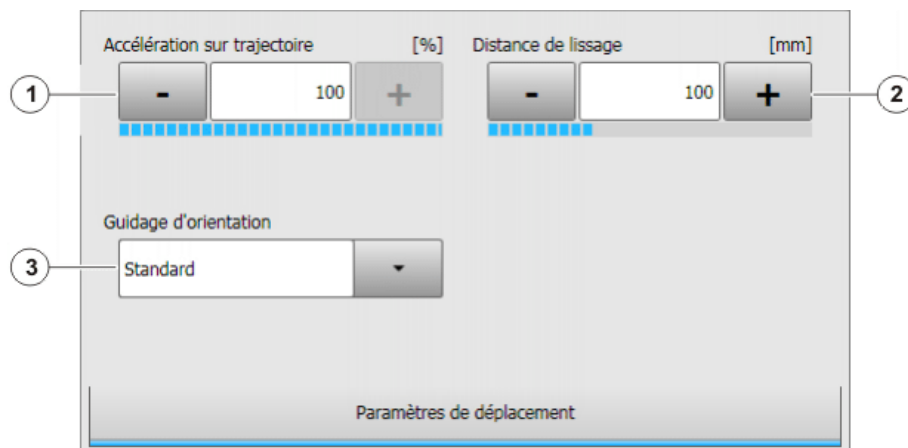 Accélération sur trajectoire [%] Distance de lissage [mm]
1 - 100 + - 100 + 2
Guidage d'orientation
3 Standard
Paramètres de déplacement